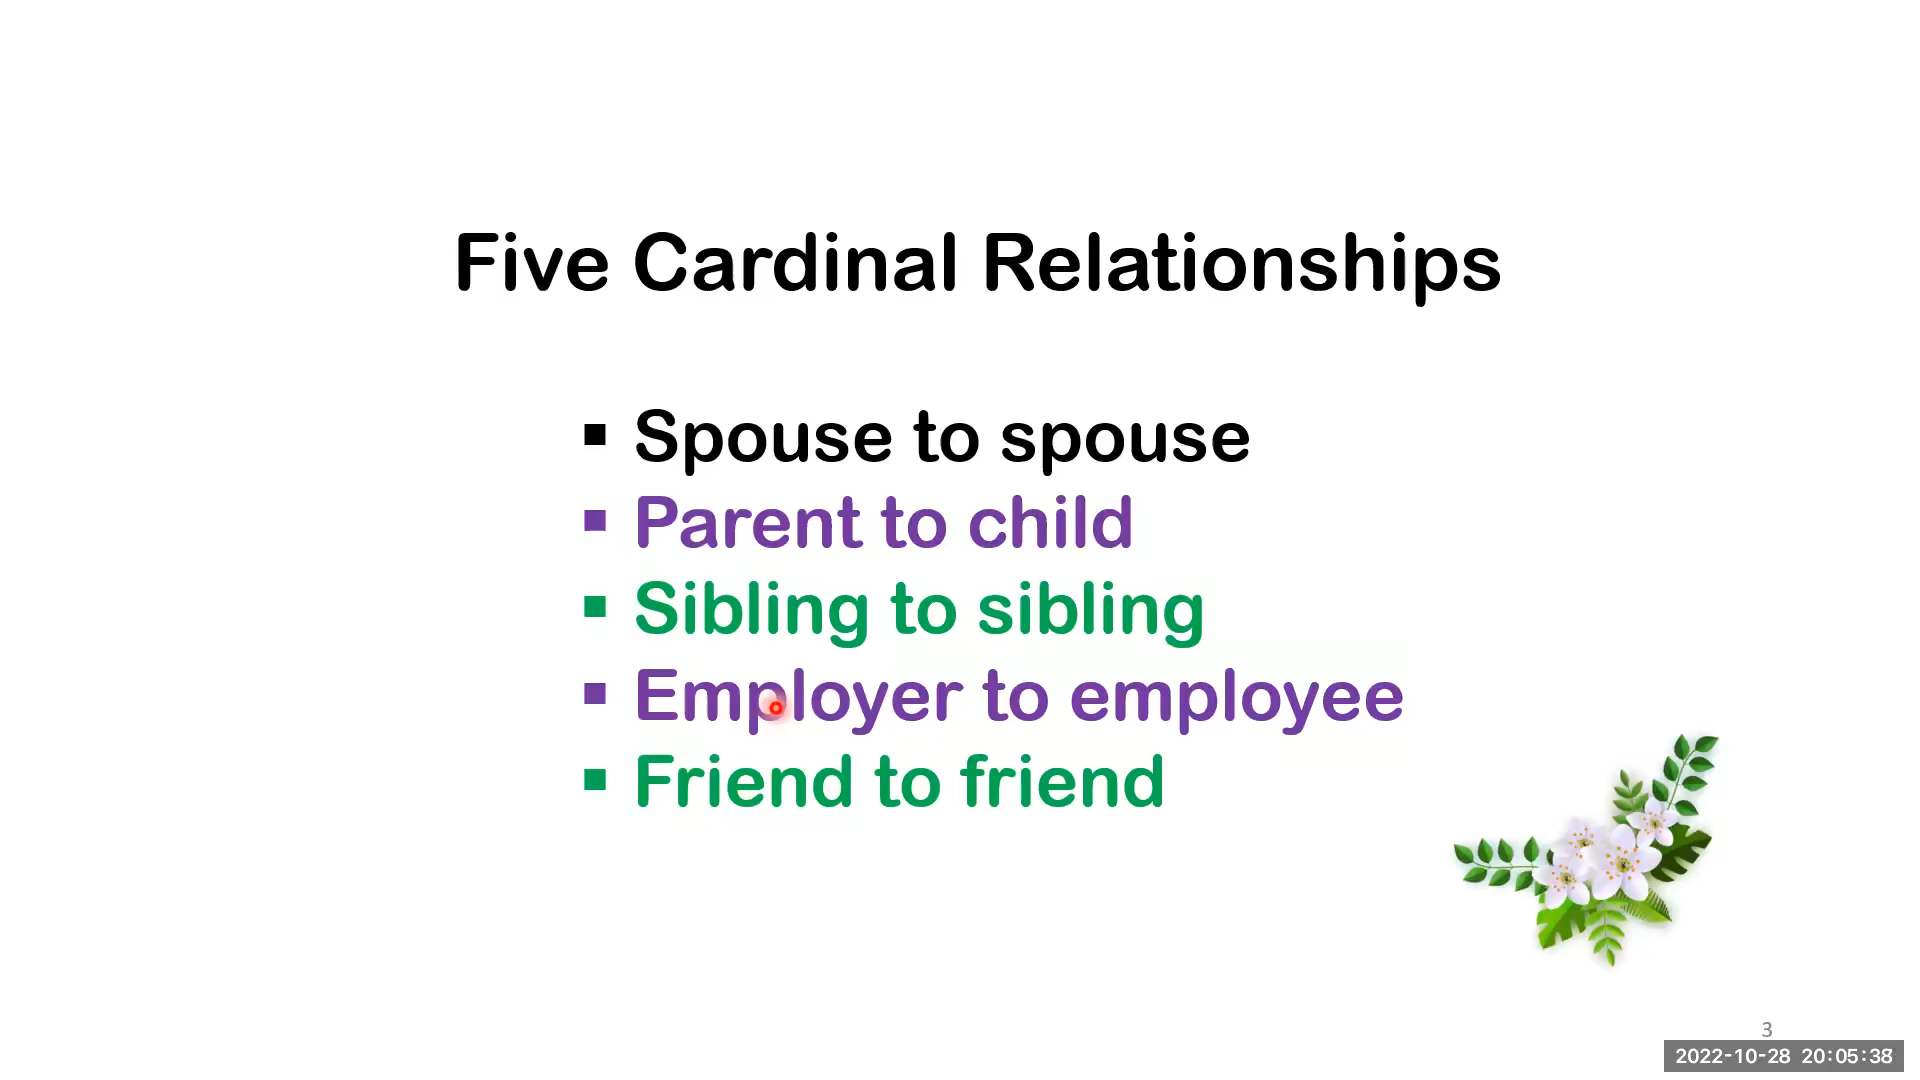 Five Cardinal Relationships
▪ Spouse to spouse
▪ Parent to child
▪ Sibling to sibling
▪ Employer to employee
▪ Friend to friend
3
2022-10-28 20:05:38